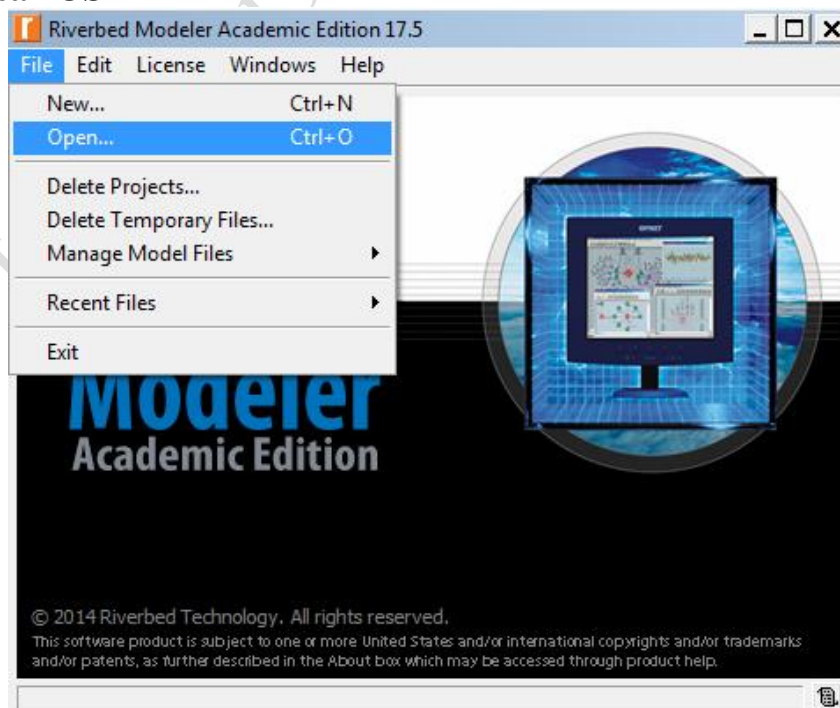 Riverbed Modeler Academic Edition 17.5
File Edit License Windows Help
New... Ctrl+N
Open... Ctrl+O
Delete Projects...
Delete Temporary Files...
Manage Model Files
Recent Files
Exit
OPNET
Modeler
Academic Edition
© 2014 Riverbed Technology. All rights reserved.
This software product is subject to one or more United States and/or international copyrights and/or trademarks
and/or patents, as further described in the About box which may be accessed through product help.